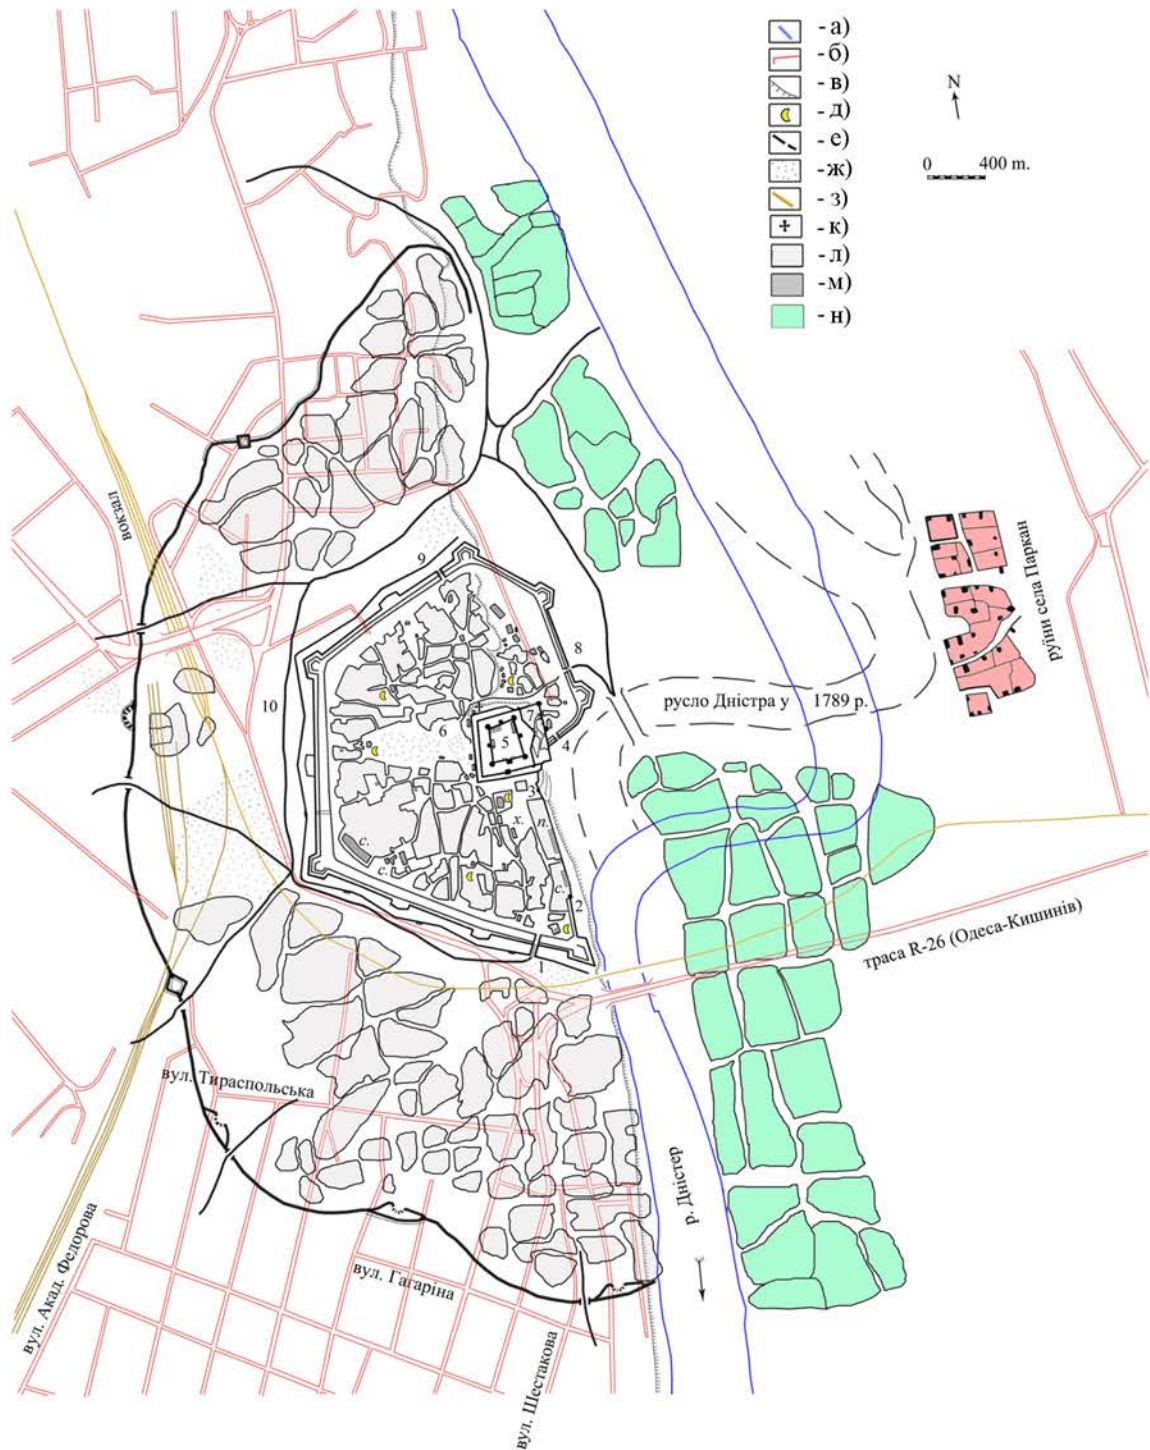 - а)
- б)
- в)
- д)
- е)
- ж)
- з)
- к)
- л)
- м)
- н)
N
0 400 m.
вокзал
руїни села Паркан
9
8
10
русло Дністра у 1789 р.
7
6
5
4
3
х.
п.
с.
с.
с.
2
1
траса R-26 (Одеса-Кишинів)
вул. Тираспольська
р. Дністер
вул. Акад. Федорова
вул. Гагаріна
вул. Шестакова